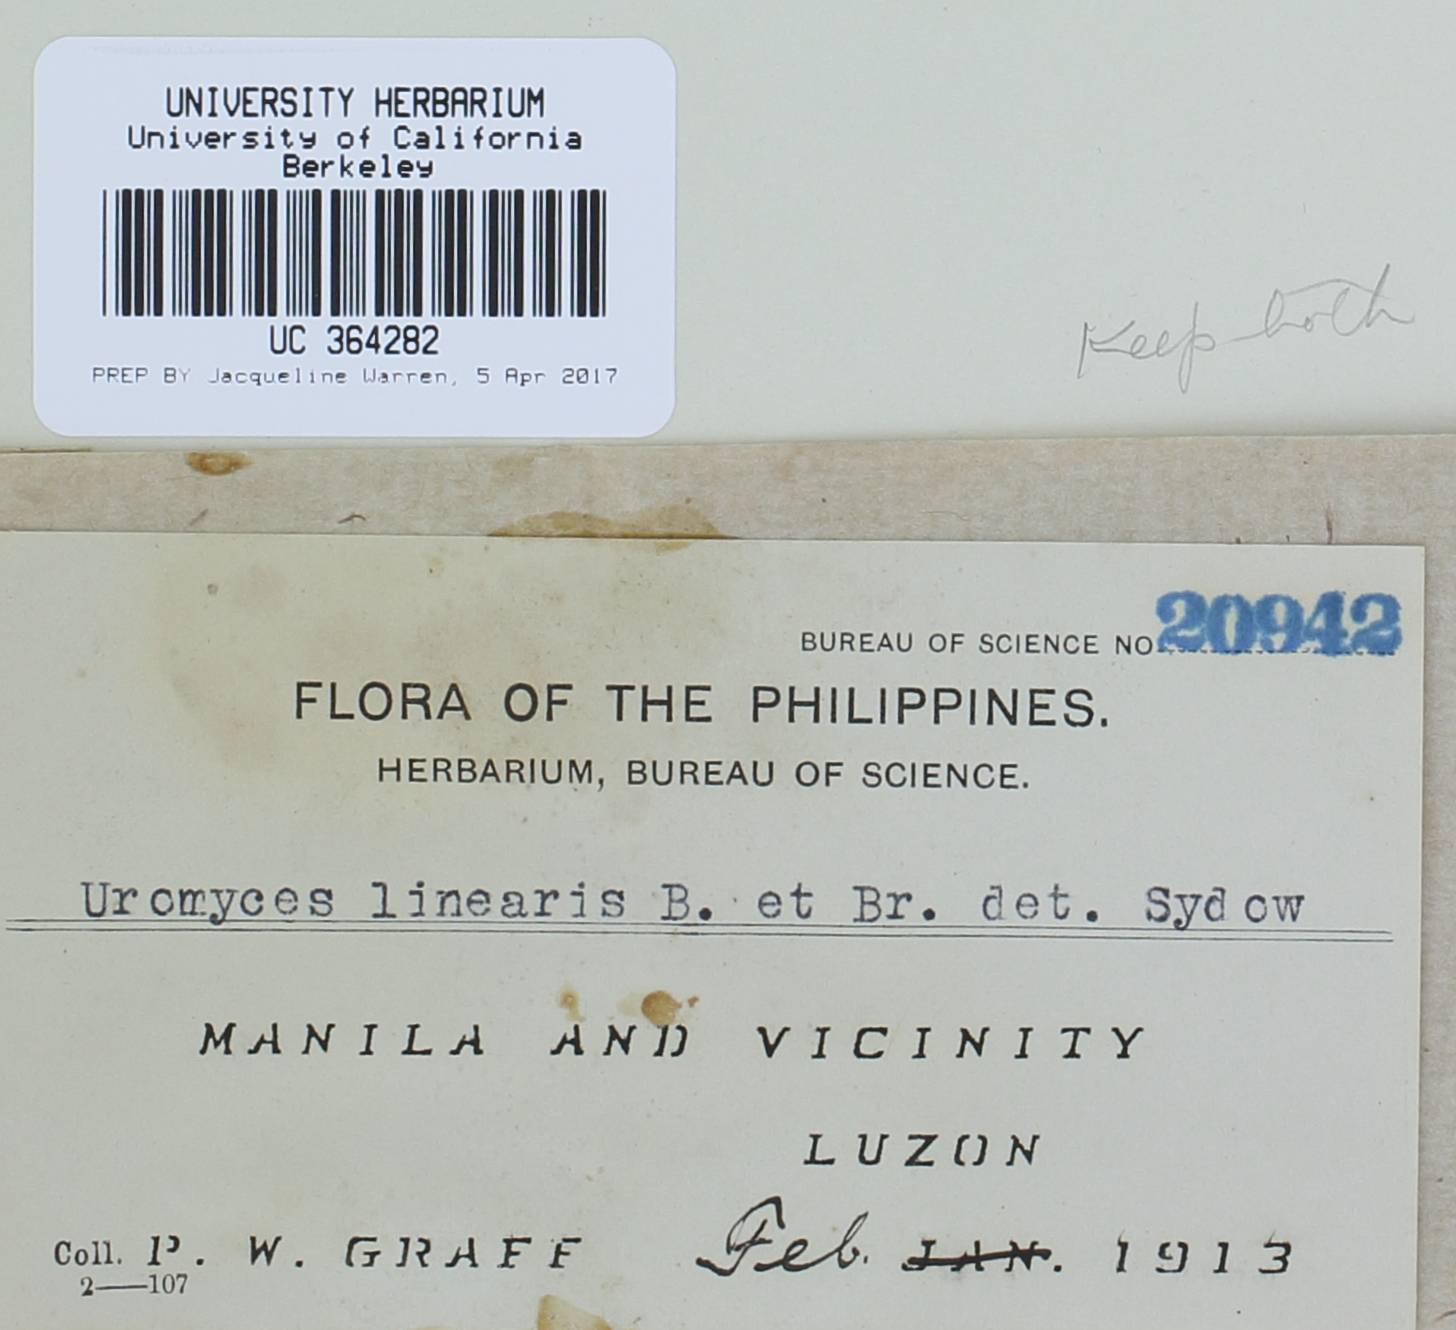 UNIVERSITY HERBARIUM
University of California
Berkeley
UC 364282
PREP BY Jacqueline Warren, 5 Apr 2017
Keep both
BUREAU OF SCIENCE NO 20942
FLORA OF THE PHILIPPINES.
HERBARIUM, BUREAU OF SCIENCE.
Uromyces linearis B. et Br. det. Sydow
MANILA AND VICINITY
LUZON
Coll. P. W. GRAFF Feb. JAN. 1913
2—107